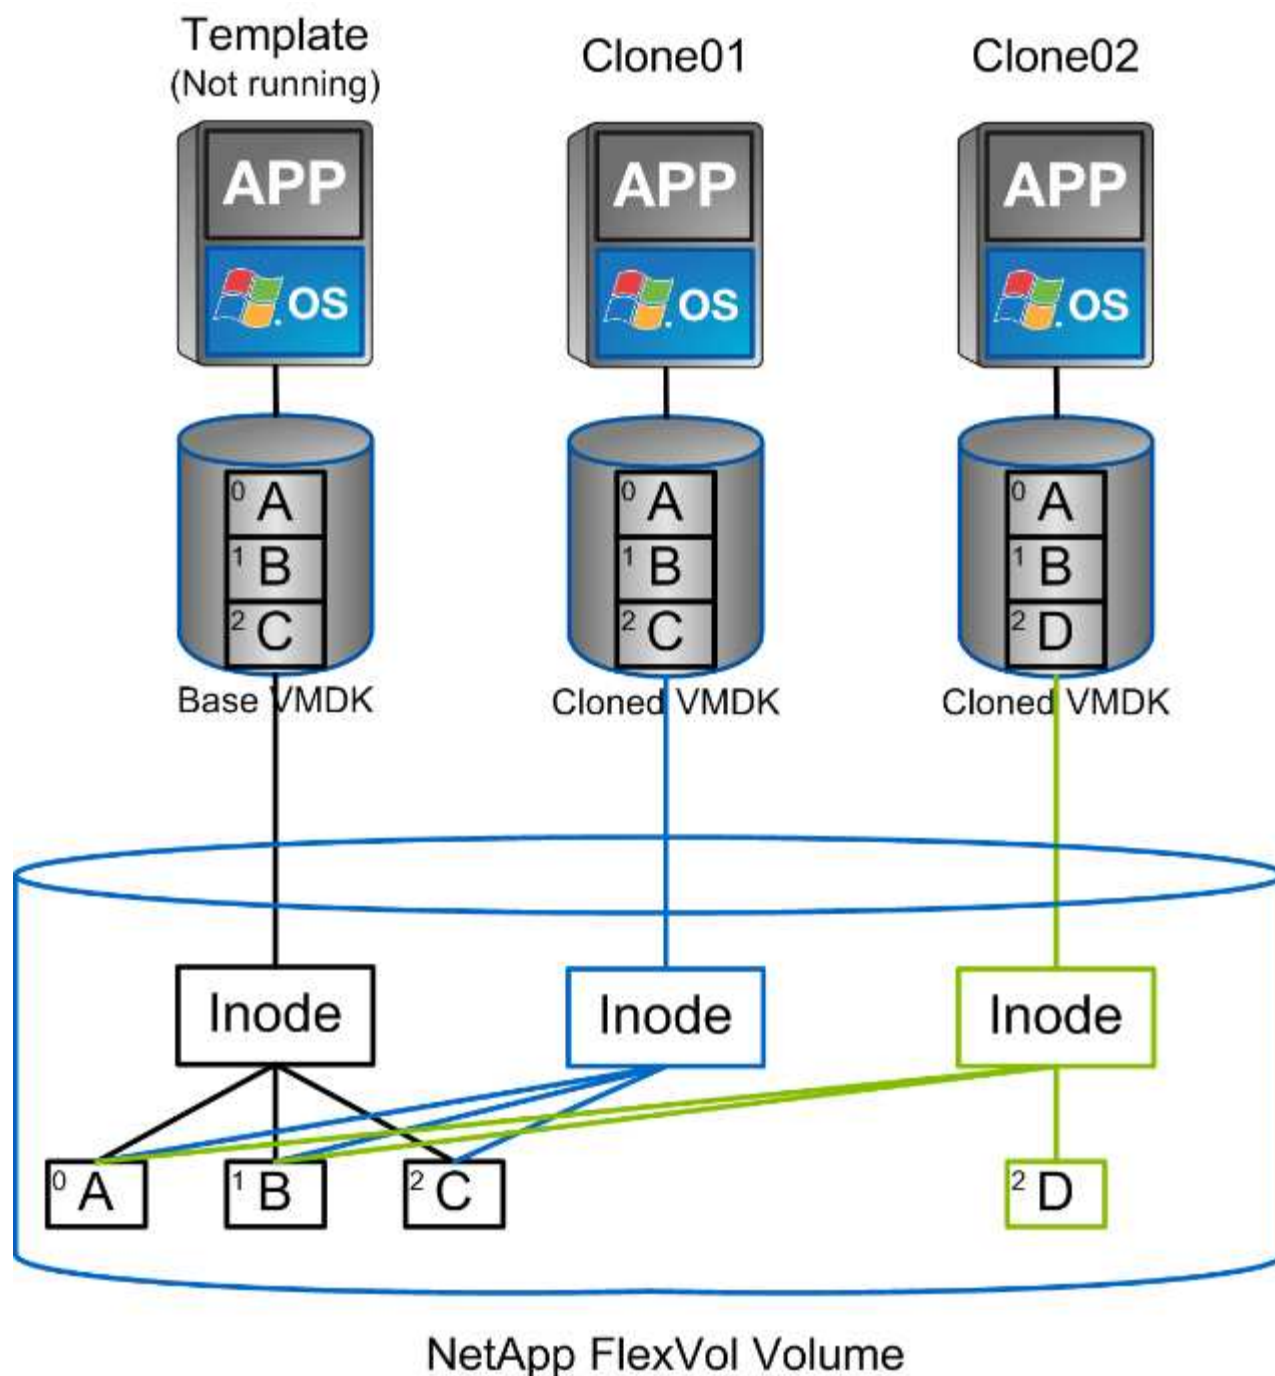 Template
(Not running)
Clone01
Clone02
APP
APP
APP
OS
OS
OS
0 A
0 A
0 A
1 B
1 B
1 B
2 C
2 C
2 D
Base VMDK
Cloned VMDK
Cloned VMDK
Inode
Inode
Inode
0 A
1 B
2 C
2 D
NetApp FlexVol Volume